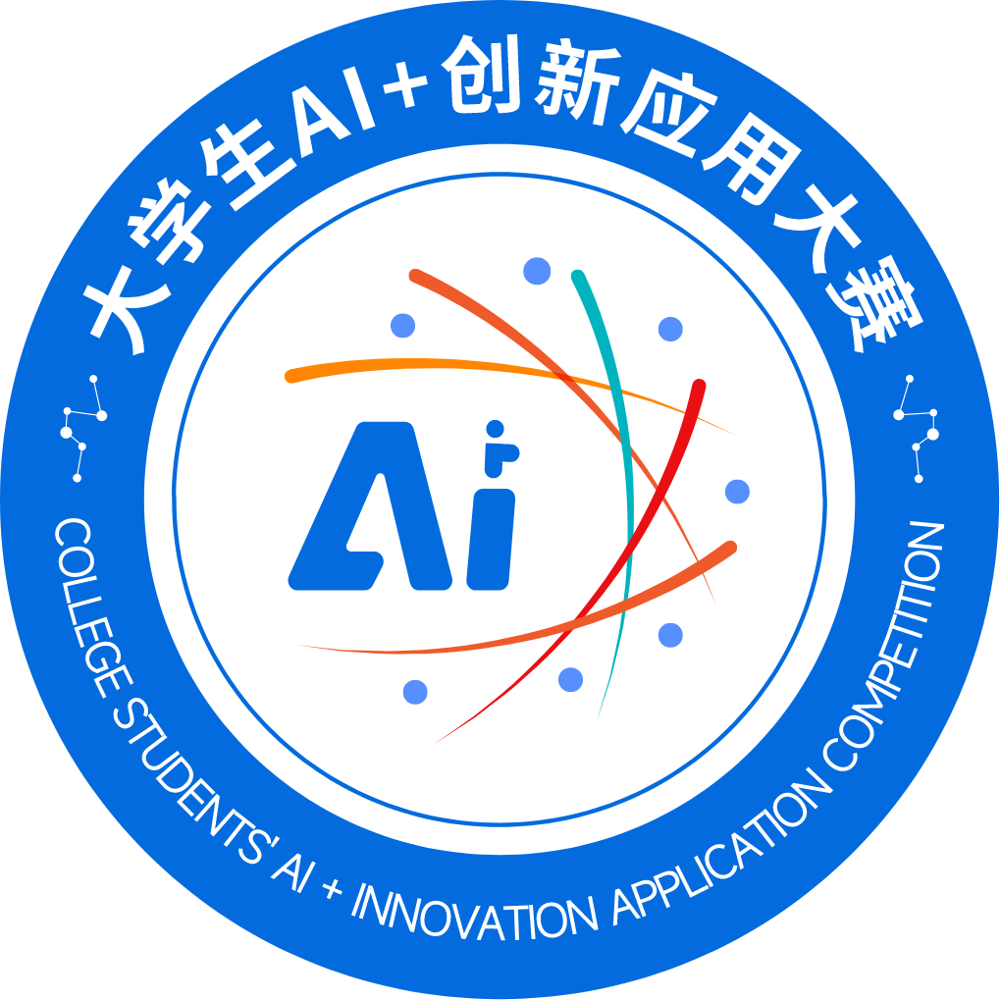 大学生AI+创新应用大赛
Ai
COLLEGE STUDENTS' AI + INNOVATION APPLICATION COMPETITION